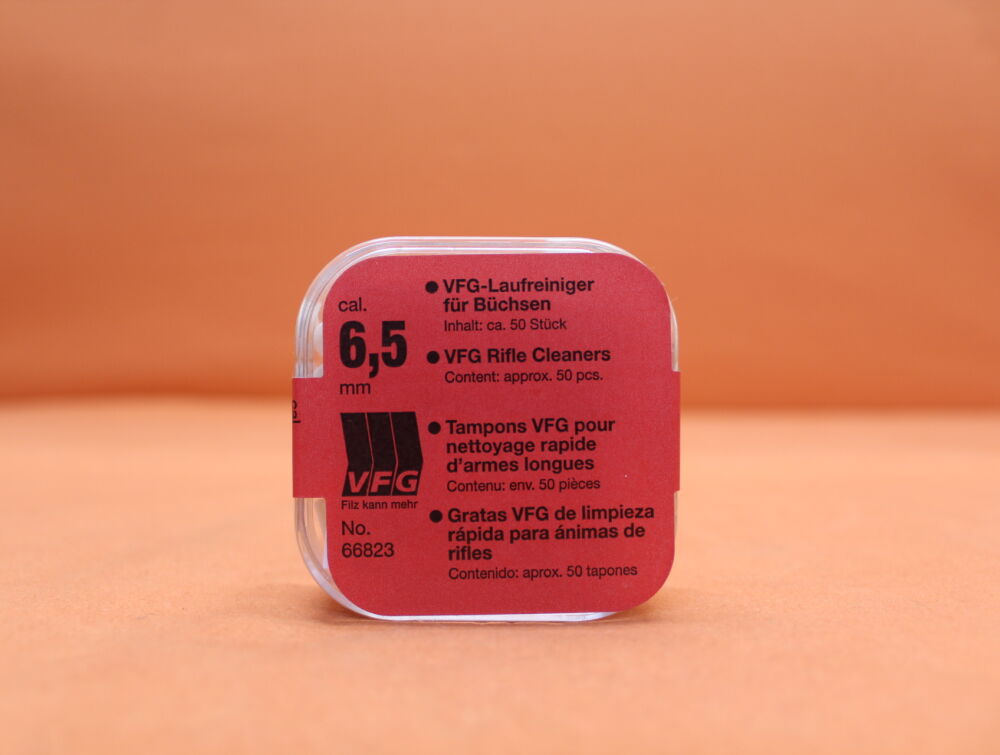 cal.
6,5
mm
VFG
Filz kann mehr
No.
66823
● VFG-Laufreiniger
für Büchsen
Inhalt: ca. 50 Stück
● VFG Rifle Cleaners
Content: approx. 50 pcs.
● Tampons VFG pour
nettoyage rapide
d'armes longues
Contenu: env. 50 pièces
● Gratas VFG de limpieza
rápida para ánimas de
rifles
Contenido: aprox. 50 tapones